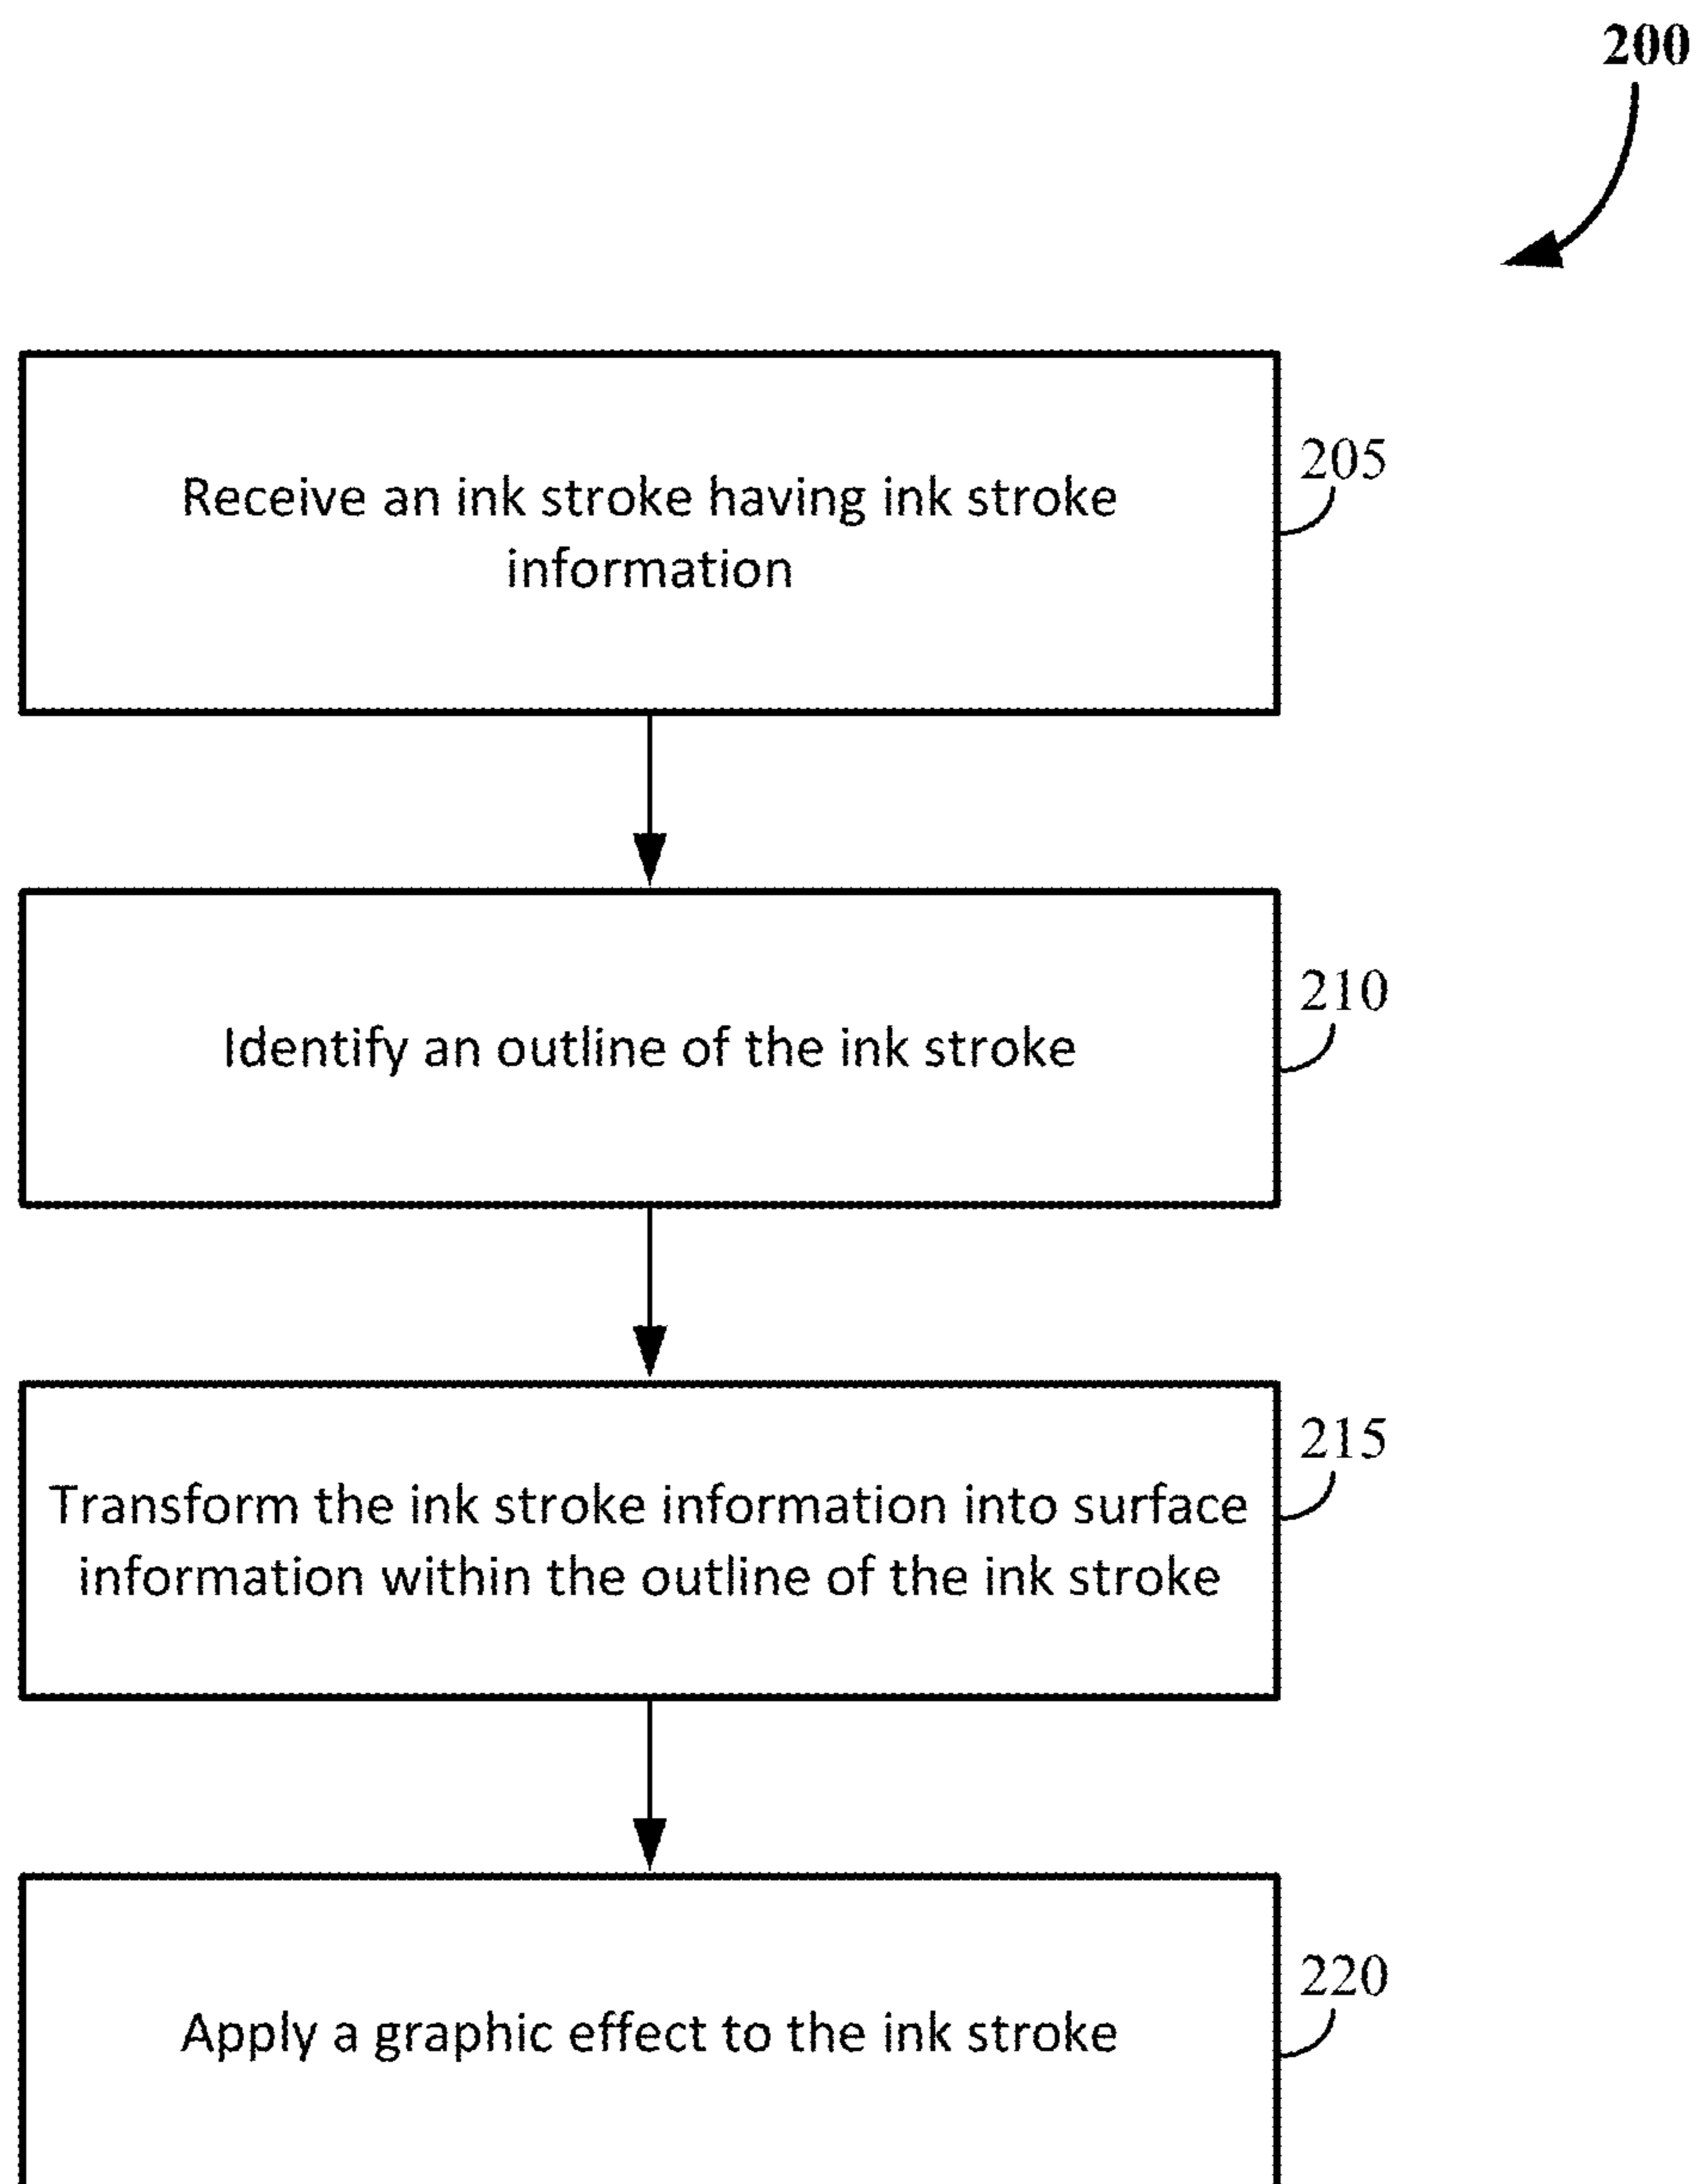 200
Receive an ink stroke having ink stroke
information
205
Identify an outline of the ink stroke
210
Transform the ink stroke information into surface
information within the outline of the ink stroke
215
Apply a graphic effect to the ink stroke
220